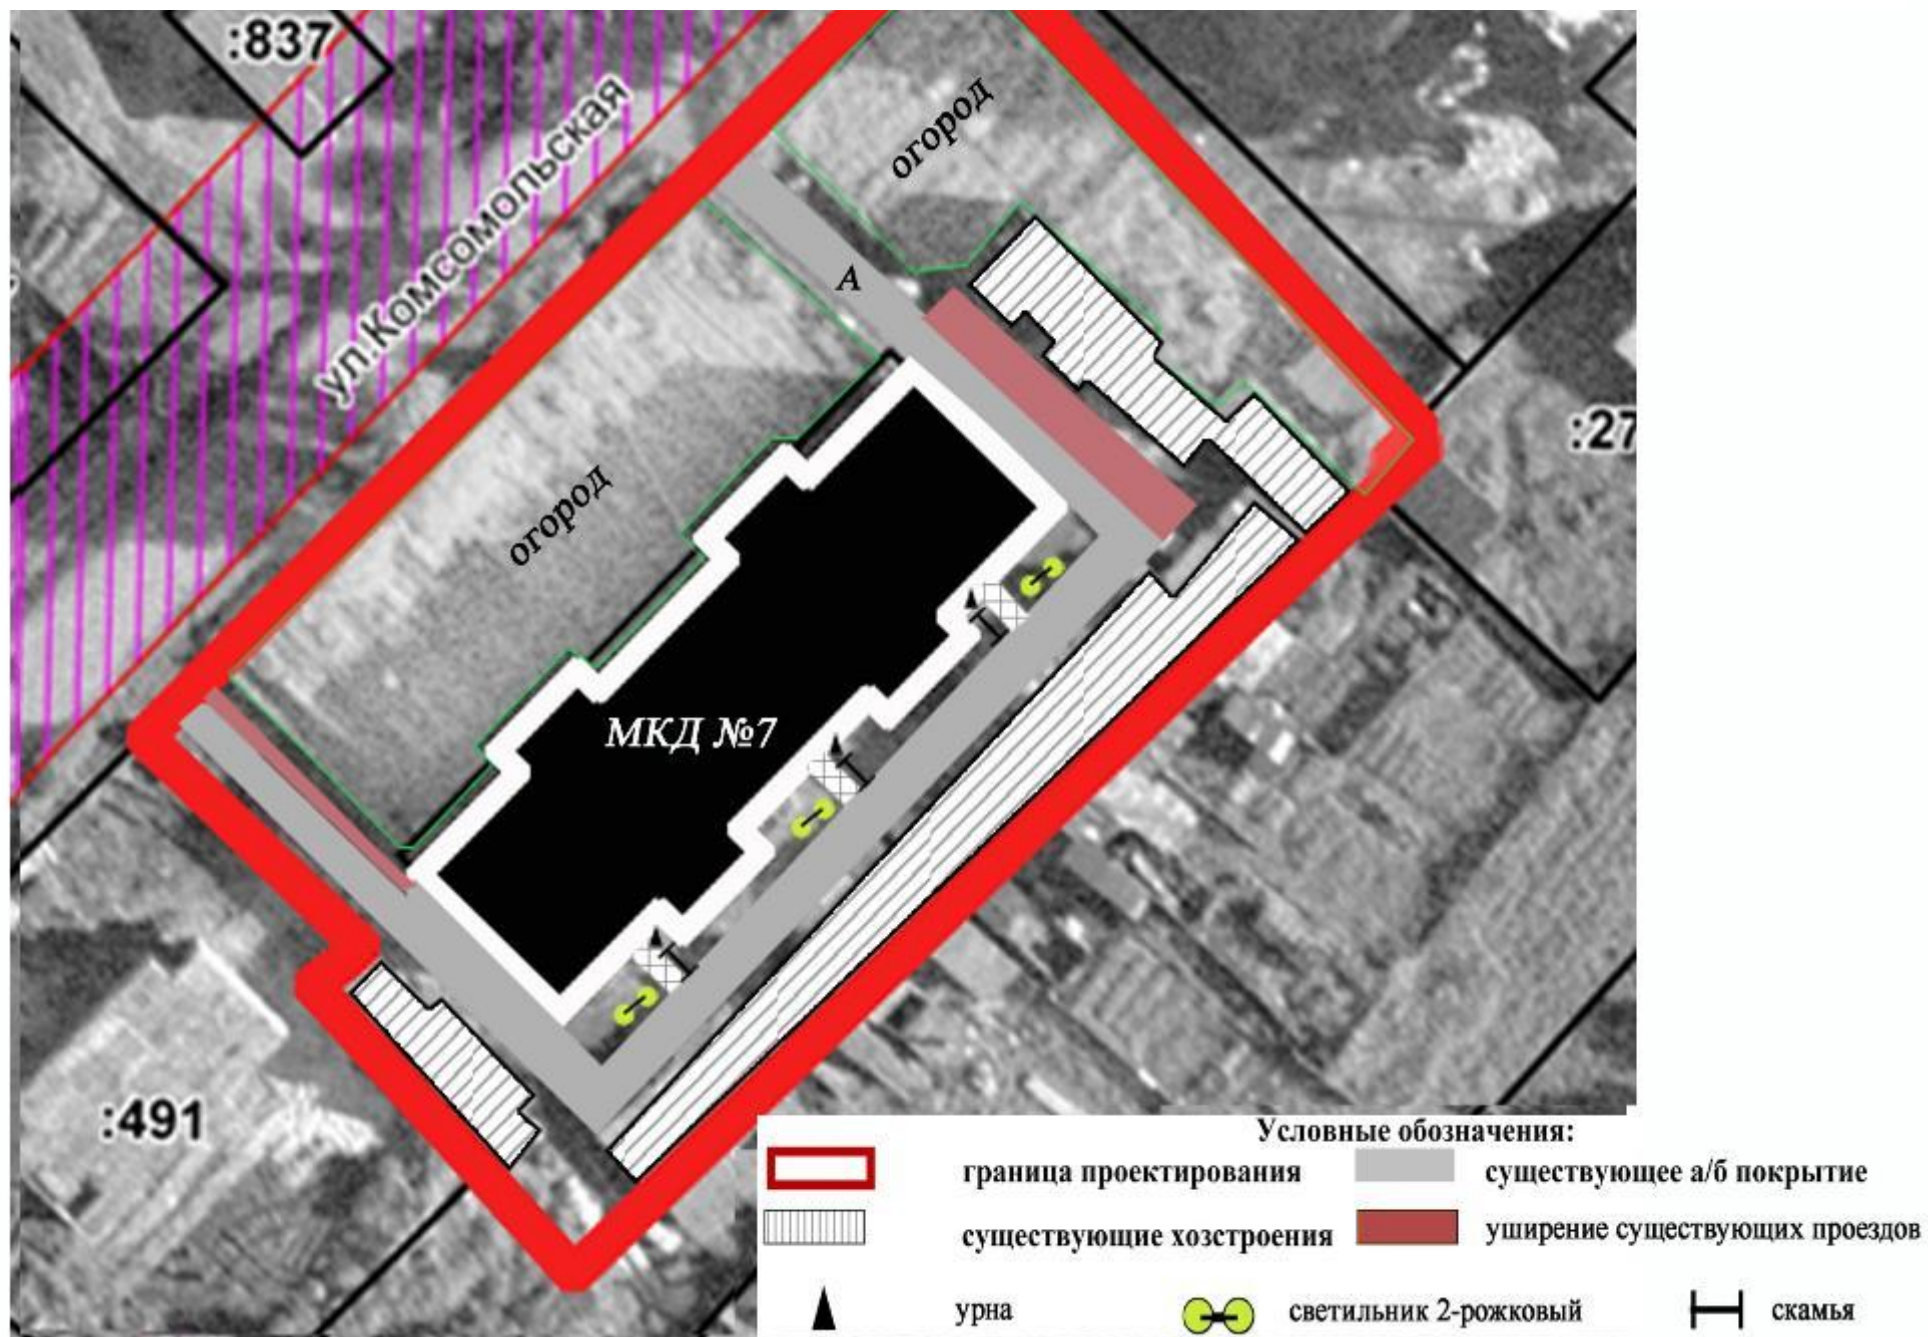 :837
ул.Комсомольская
огород
А
:27
огород
МКД №7
:491
Условные обозначения:
граница проектирования
существующее а/б покрытие
существующие хозстроения
уширение существующих проездов
урна
светильник 2-рожковый
скамья